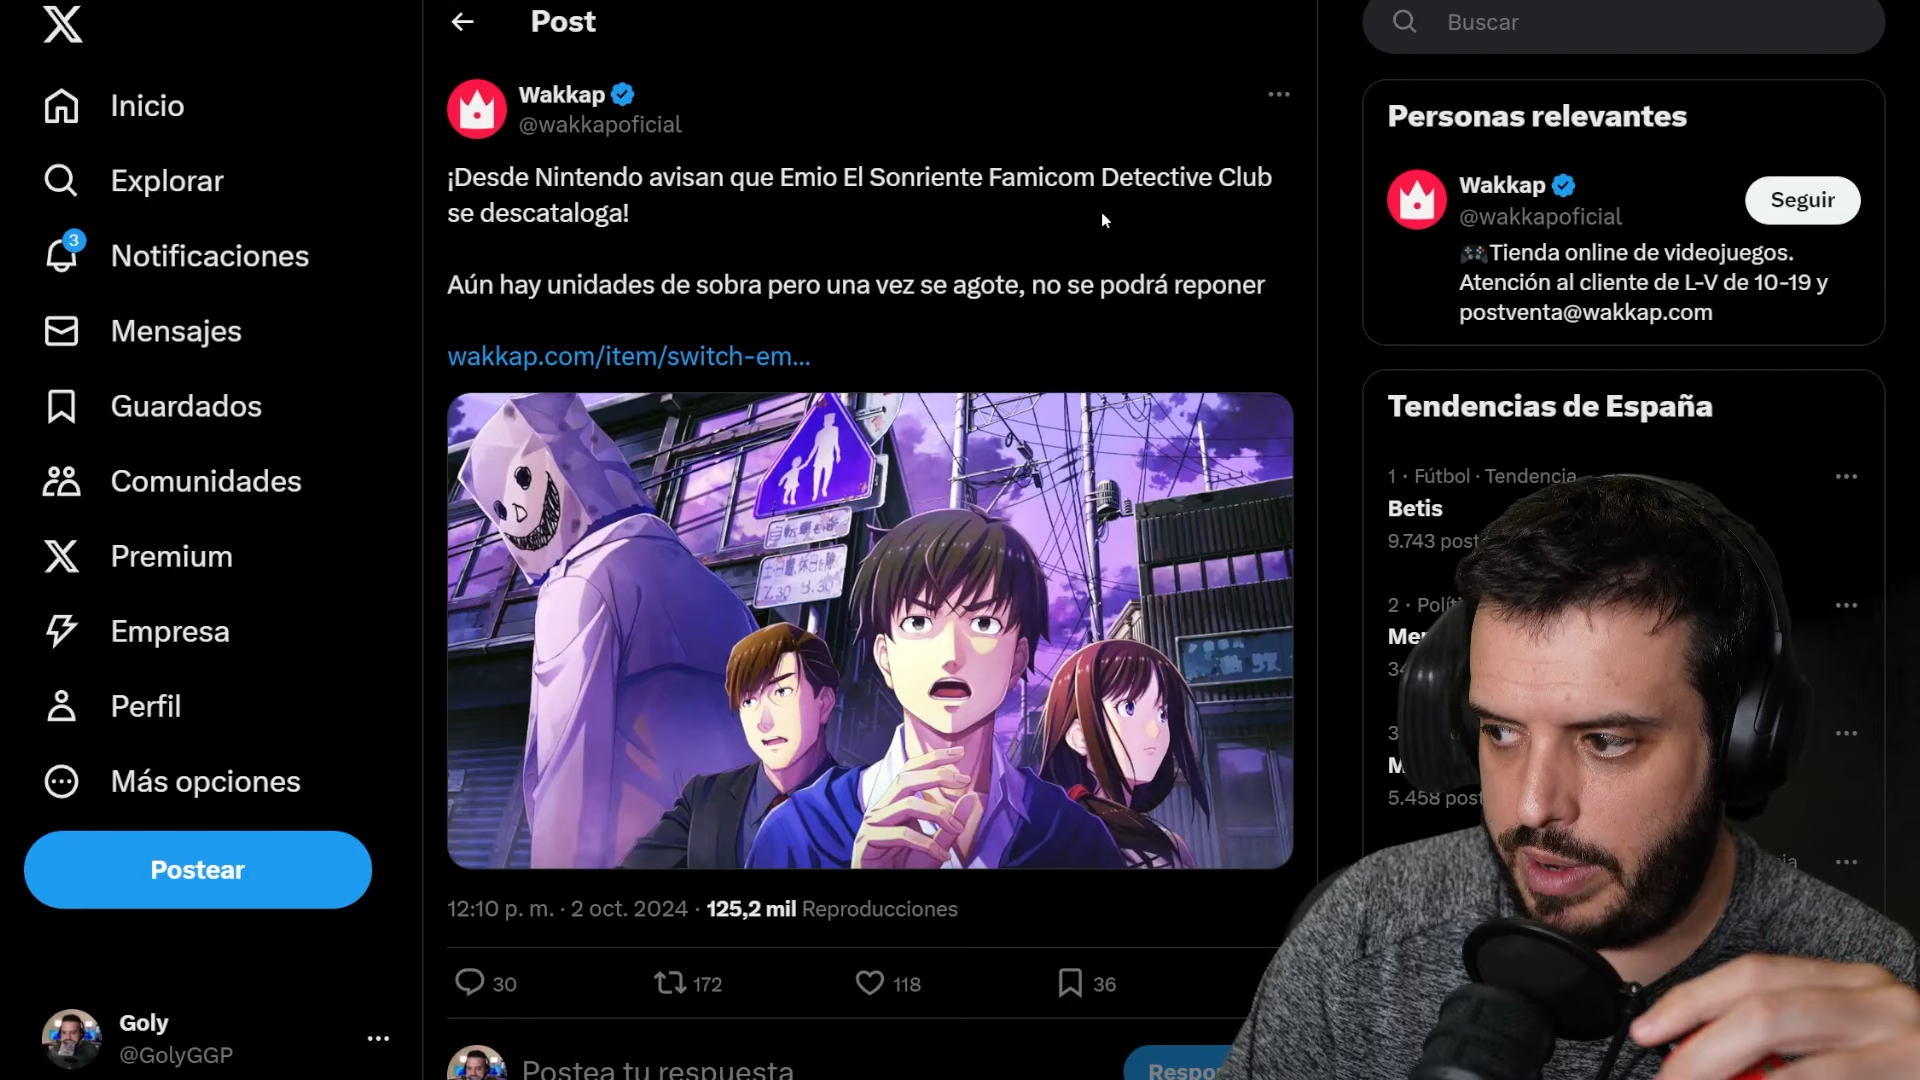 Inicio
Explorar
3
Notificaciones
Mensajes
Guardados
Comunidades
Premium
Empresa
Perfil
Más opciones
Postear
Goly
@GolyGGP
Post
Wakkap
@wakkapoficial
¡Desde Nintendo avisan que Emio El Sonriente Famicom Detective Club
se descataloga!
Aún hay unidades de sobra pero una vez se agote, no se podrá reponer
wakkap.com/item/switch-em...
12:10 p. m. · 2 oct. 2024 · 125,2 mil Reproducciones
30
172
118
36
Postea tu respuesta
Buscar
Personas relevantes
Wakkap
@wakkapoficial
Seguir
🎮Tienda online de videojuegos.
Atención al cliente de L-V de 10-19 y
postventa@wakkap.com
Tendencias de España
1 · Fútbol · Tendencia
Betis
9.743 post
2 ·
3
5.458 post